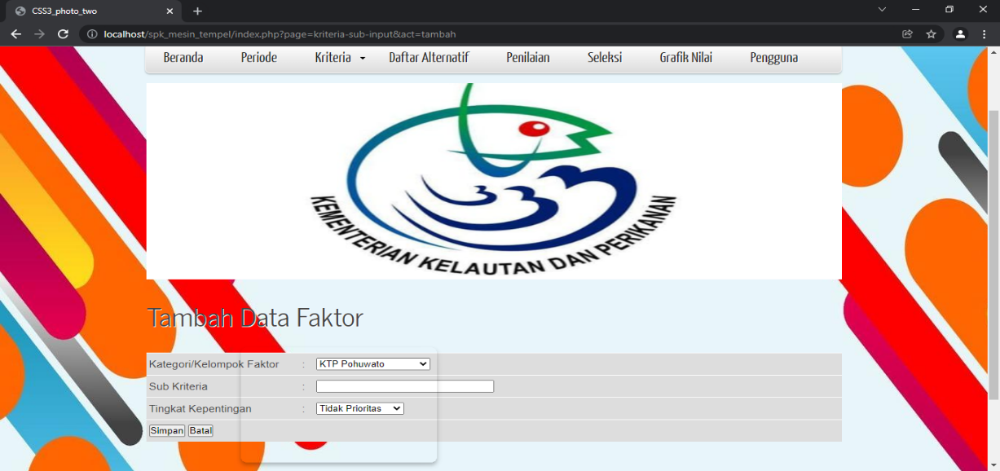 CSS3_photo_two
localhost/spk_mesin_tempel/index.php?page=kriteria-sub-input&act=tambah
Beranda Periode Kriteria Daftar Alternatif Penilaian Seleksi Grafik Nilai Pengguna
KEMENTERIAN KELAUTAN DAN PERIKANAN
Tambah Data Faktor
Kategori/Kelompok Faktor : KTP Pohuwato
Sub Kriteria :
Tingkat Kepentingan : Tidak Prioritas
Simpan Batal